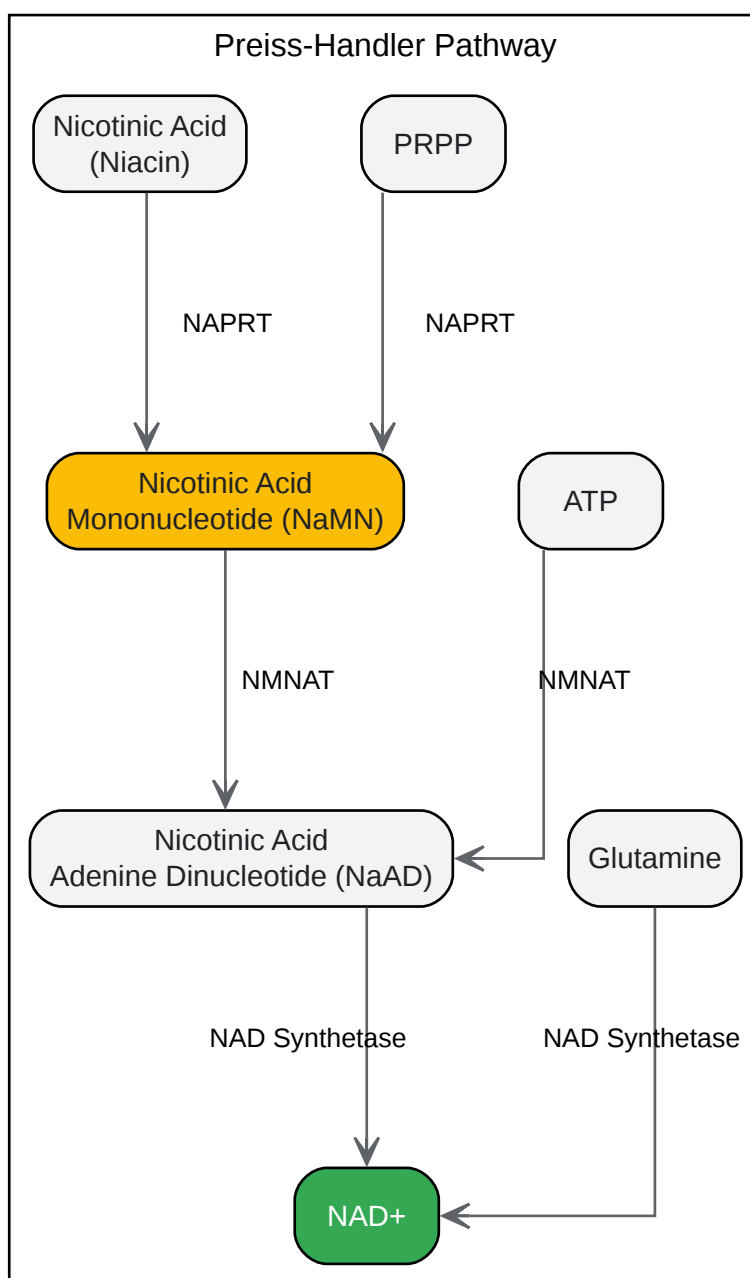 Preiss-Handler Pathway
Nicotinic Acid
(Niacin)
PRPP
NAPRT
NAPRT
Nicotinic Acid
Mononucleotide (NaMN)
ATP
NMNAT
NMNAT
Nicotinic Acid
Adenine Dinucleotide (NaAD)
Glutamine
NAD Synthetase
NAD Synthetase
NAD+